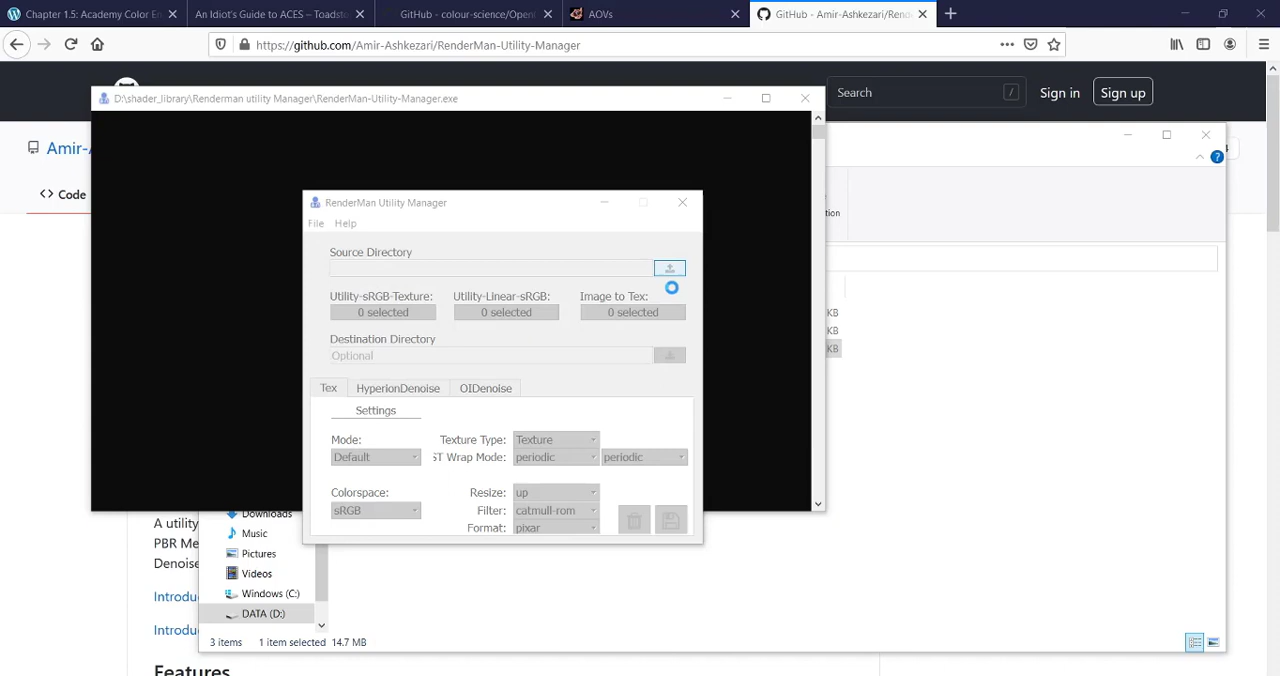 Chapter 1.5: Academy Color En
An Idiot's Guide to ACES – Toadsto
GitHub - colour-science/OpenI
AOVs
GitHub - Amir-Ashkezari/Rende
https://github.com/Amir-Ashkezari/RenderMan-Utility-Manager
Search
/
Sign in
Sign up
D:\shader_library\Renderman utility Manager\RenderMan-Utility-Manager.exe
Amir-A
4
<> Code
RenderMan Utility Manager
tion
File Help
Source Directory
Utility-sRGB-Texture: Utility-Linear-sRGB: Image to Tex:
0 selected 0 selected 0 selected
KB
KB
KB
Destination Directory
Optional
Tex HyperionDenoise OIDenoise
Settings
Mode: Texture Type: Texture
Default ST Wrap Mode: periodic periodic
Colorspace: Resize: up
sRGB Filter: catmull-rom
Format: pixar
Downloads
A utility
Music
PBR Me
Pictures
Denoise
Videos
Windows (C:)
Introdu
DATA (D:)
Introdu
3 items 1 item selected 14.7 MB
Features